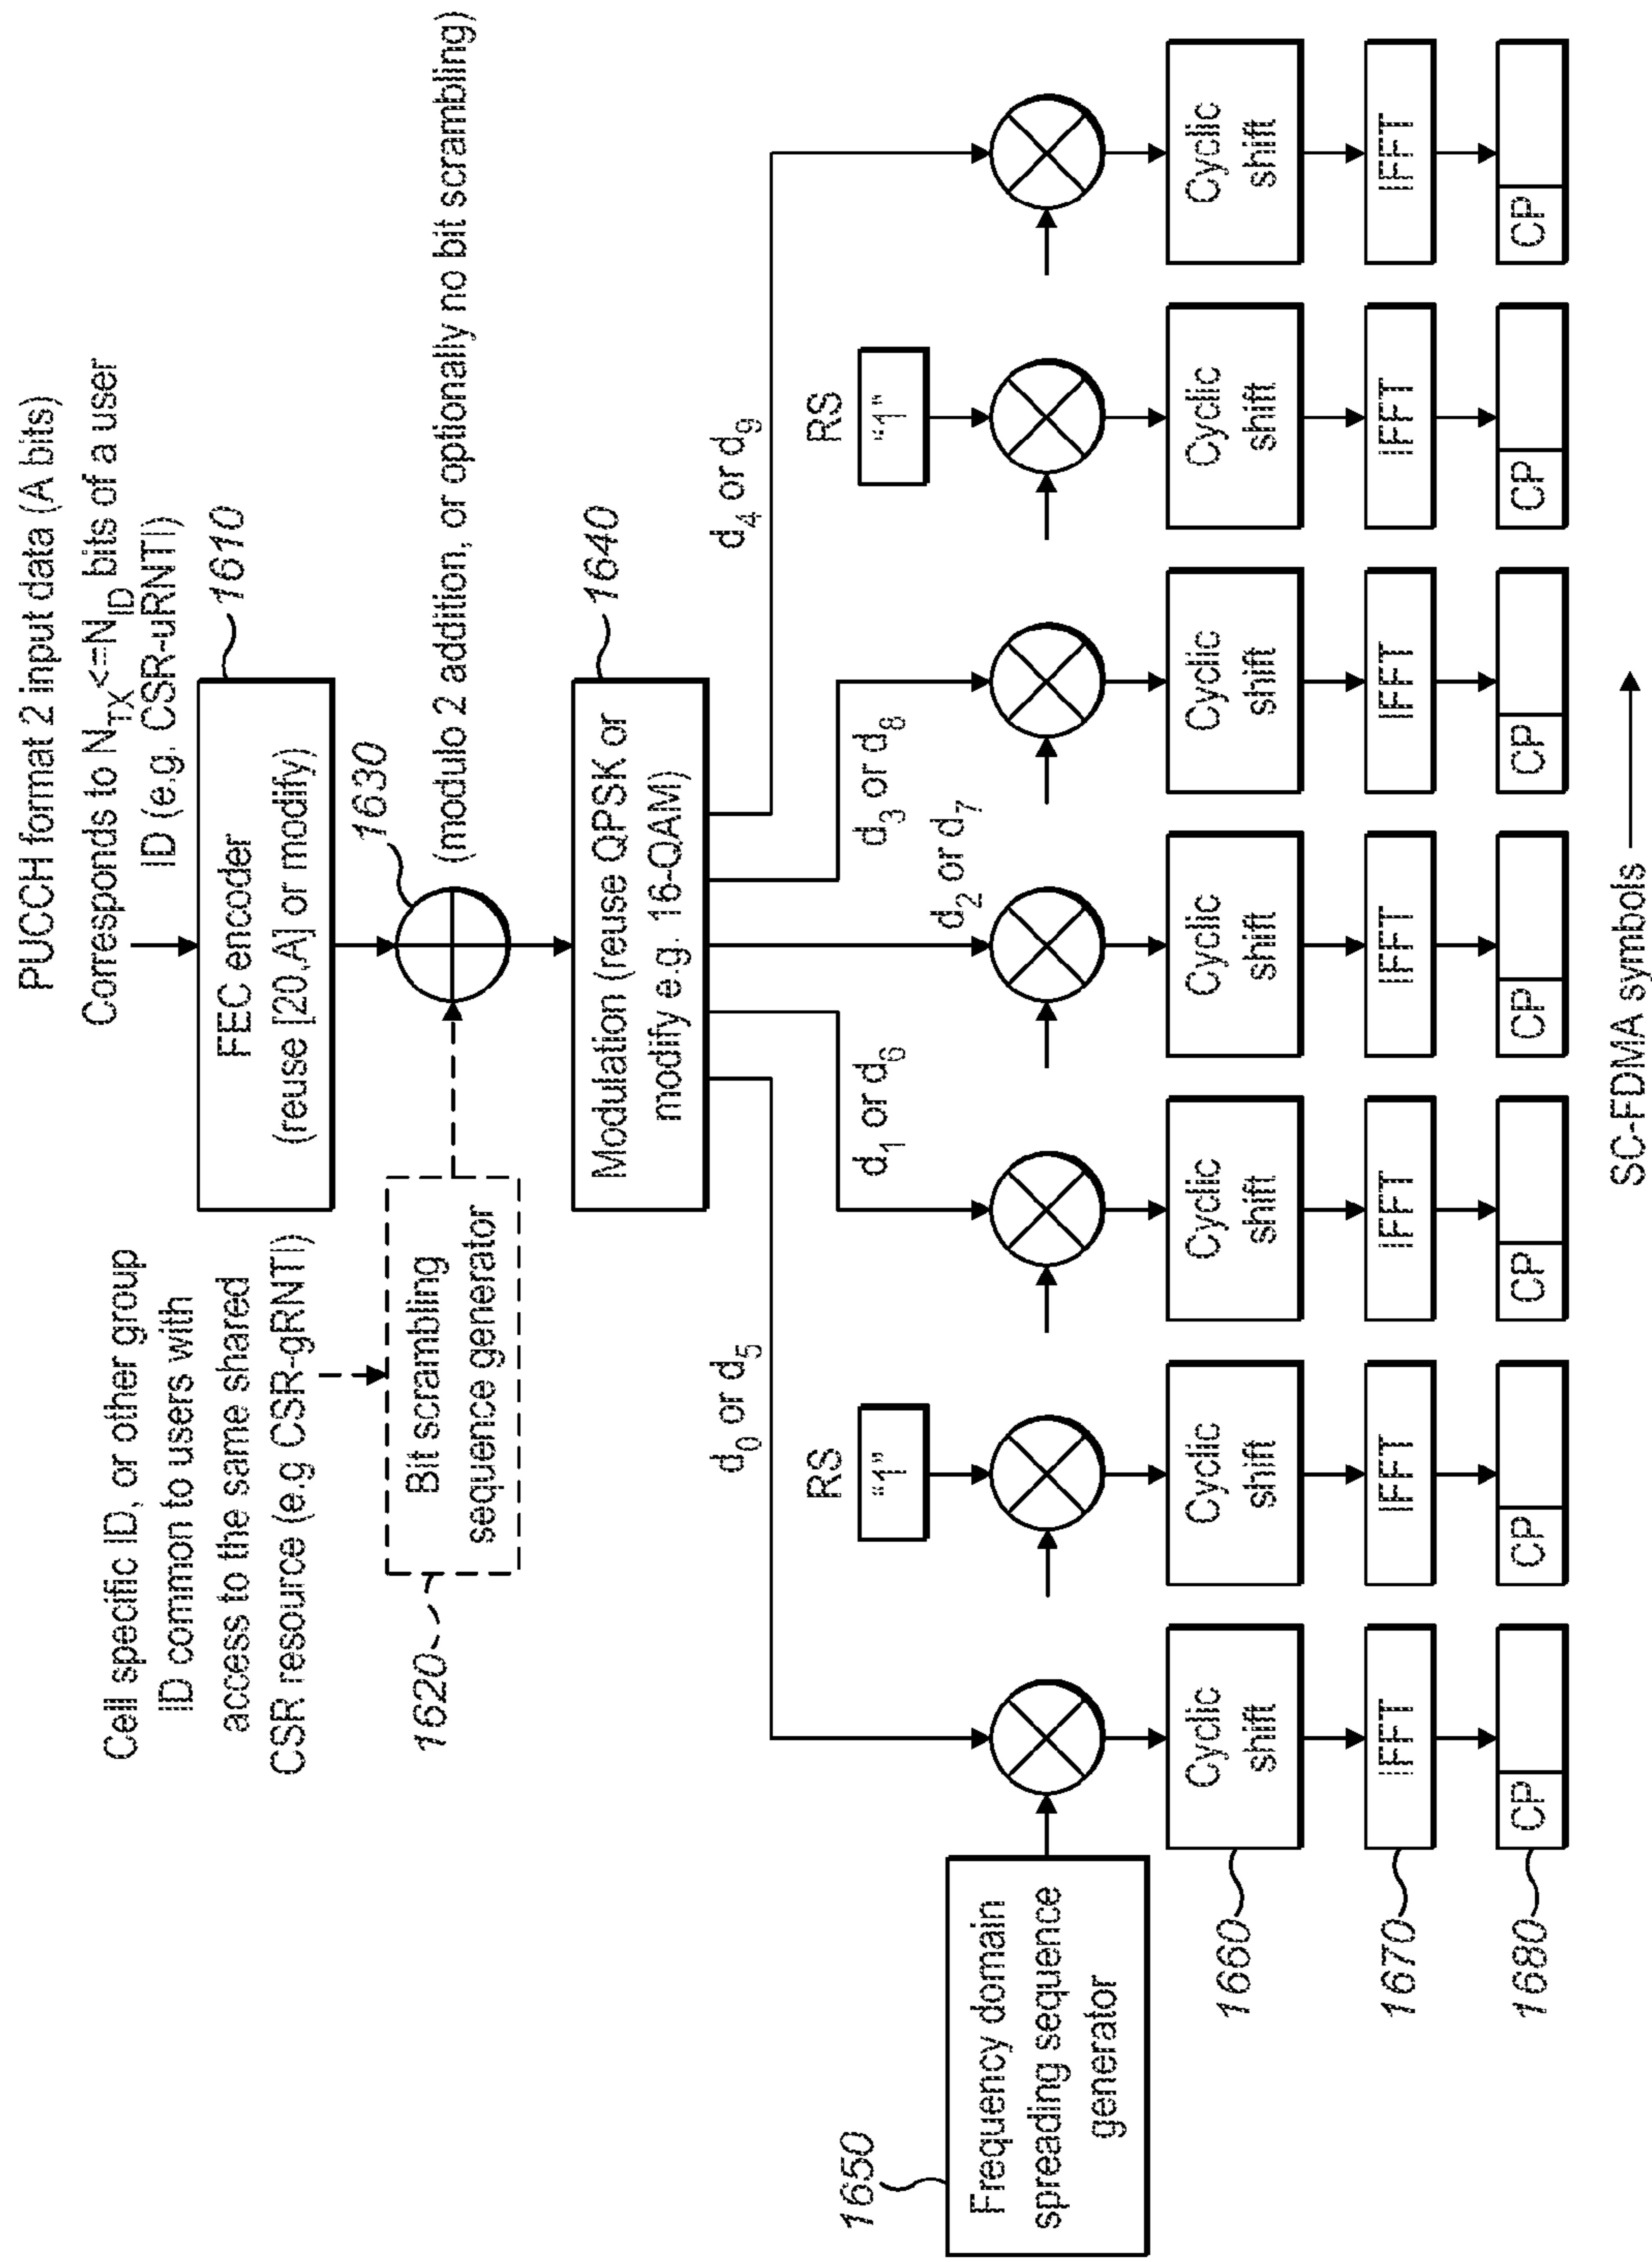 PUCCH format 2 input data (A bits)
Corresponds to N_TX<=N_ID bits of a user
ID (e.g. CSR-uRNTI)
Cell specific ID, or other group
ID common to users with
access to the same shared
CSR resource (e.g CSR-gRNTI)
FEC encoder
(reuse [20,A] or modify)
1610
1620
Bit scrambling
sequence generator
1630
(modulo 2 addition, or optionally no bit scrambling)
Modulation (reuse QPSK or
modify e.g. 16-QAM)
1640
d0 or d5
d1 or d6
d2 or d7
d3 or d8
d4 or d9
RS
"1"
RS
"1"
1650
Frequency domain
spreading sequence
generator
1660
Cyclic
shift
Cyclic
shift
Cyclic
shift
Cyclic
shift
Cyclic
shift
Cyclic
shift
Cyclic
shift
1670
IFFT
IFFT
IFFT
IFFT
IFFT
IFFT
IFFT
1680
CP
CP
CP
CP
CP
CP
CP
SC-FDMA symbols